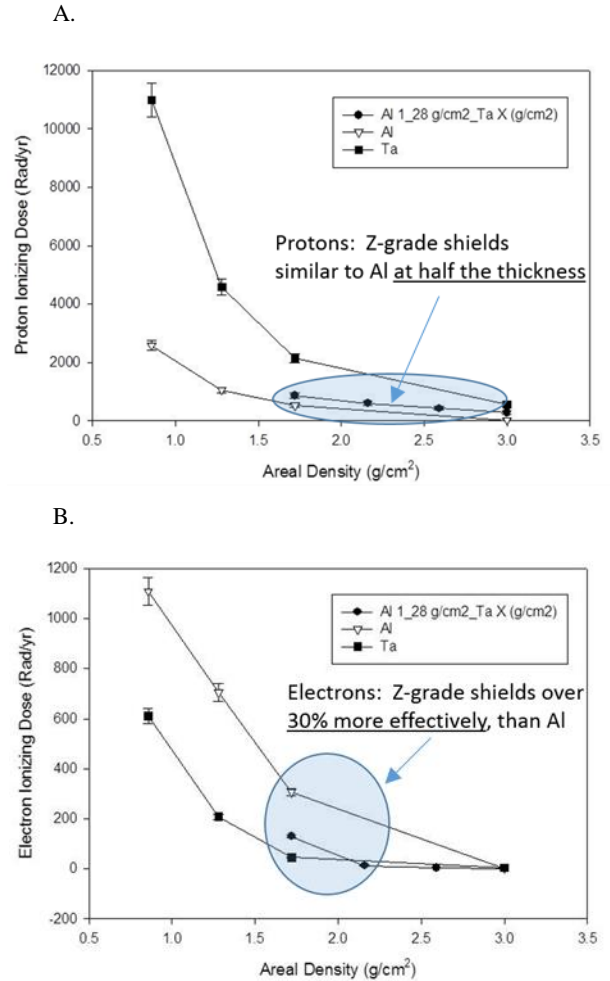 A.
12000
10000
8000
6000
4000
2000
0
Proton Ionizing Dose (Rad/yr)
Al 1_28 g/cm2_Ta X (g/cm2)
Al
Ta
Protons: Z-grade shields
similar to Al at half the thickness
0.5 1.0 1.5 2.0 2.5 3.0 3.5
Areal Density (g/cm²)
B.
1200
1000
800
600
400
200
0
-200
Electron Ionizing Dose (Rad/yr)
Al 1_28 g/cm2_Ta X (g/cm2)
Al
Ta
Electrons: Z-grade shields over
30% more effectively, than Al
0.5 1.0 1.5 2.0 2.5 3.0 3.5
Areal Density (g/cm²)